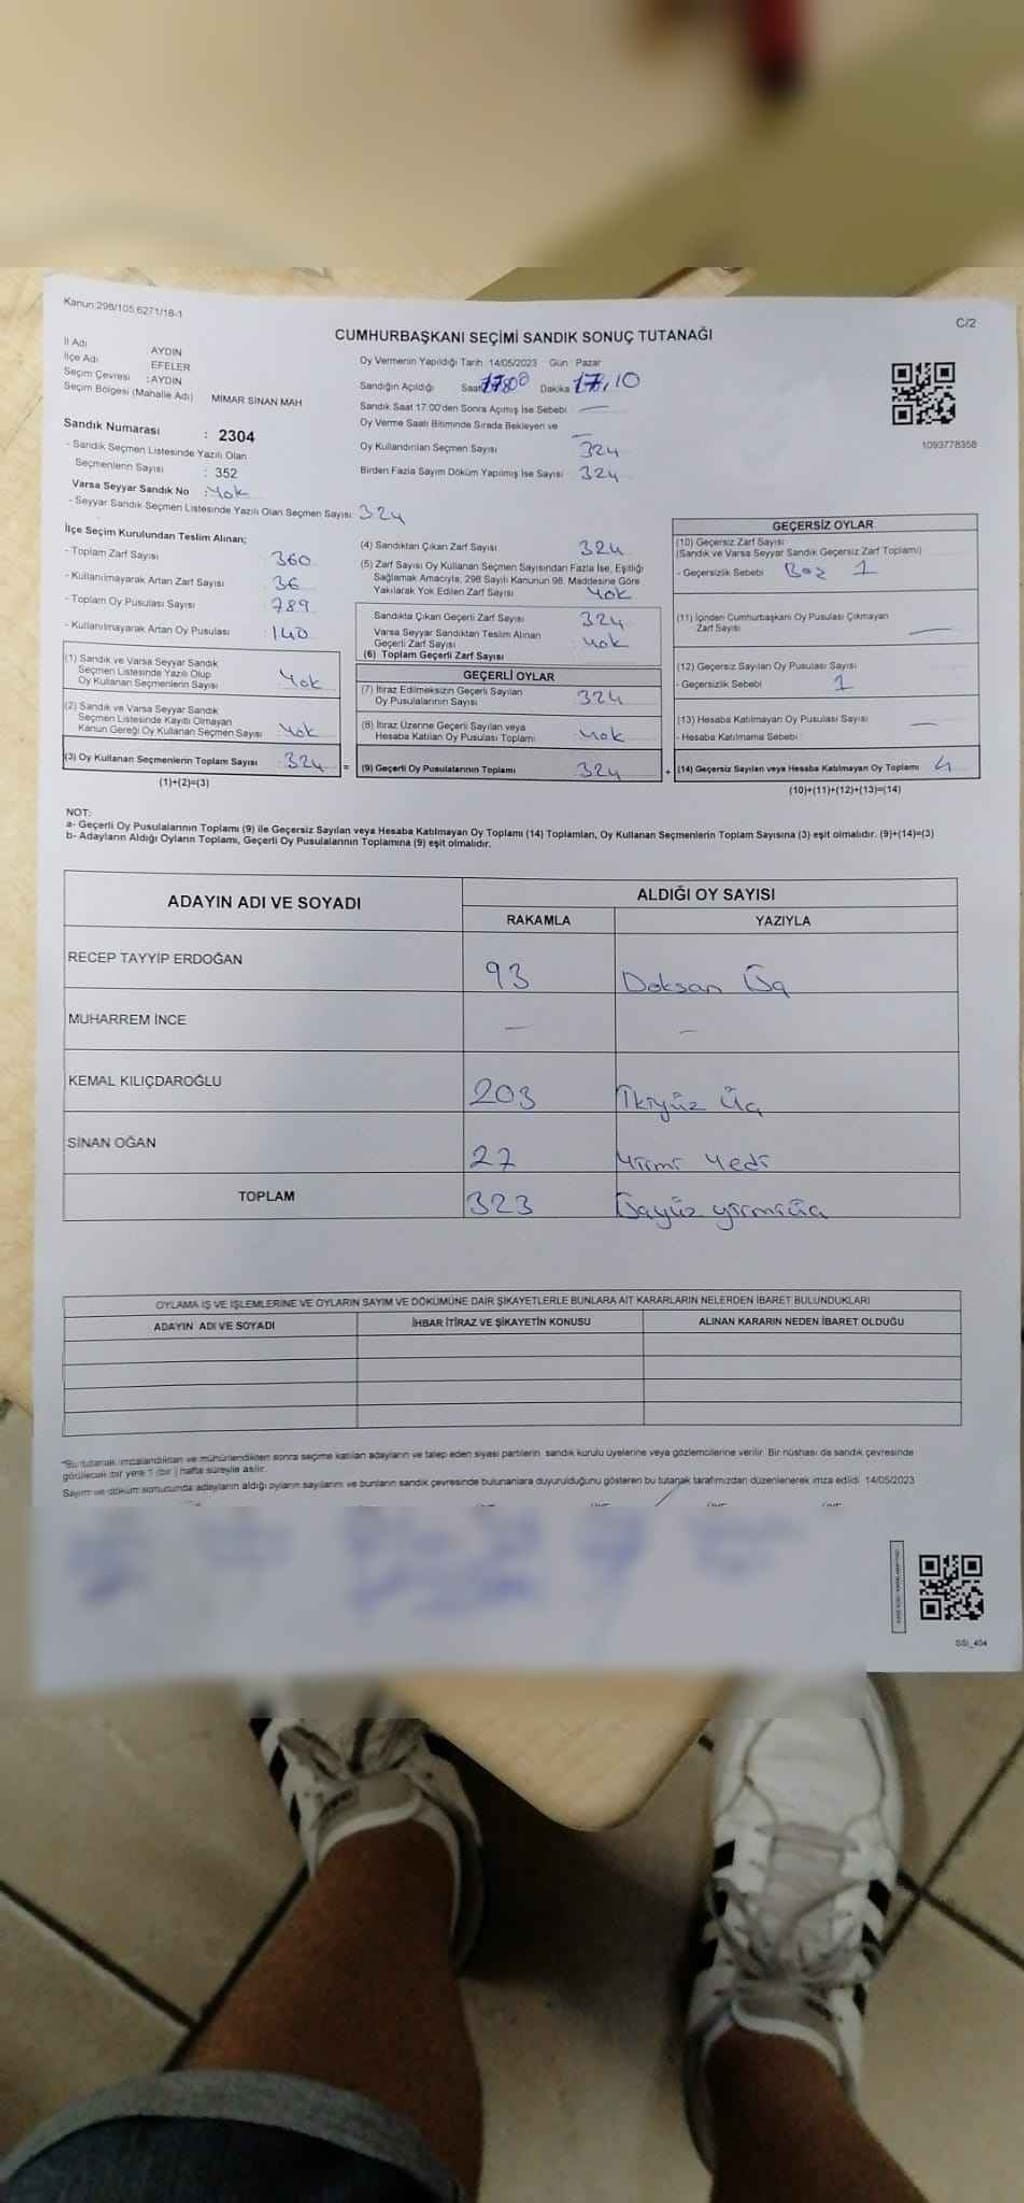 Kanun:298/105,6271/18-1
C/2
CUMHURBAŞKANI SEÇİMİ SANDIK SONUÇ TUTANAĞI
İl Adı AYDIN
İlçe Adı EFELER
Seçim Çevresi :AYDIN
Seçim Bölgesi (Mahalle Adı) MİMAR SİNAN MAH
Sandık Numarası : 2304
- Sandık Seçmen Listesinde Yazılı Olan
Seçmenlerin Sayısı : 352
Varsa Seyyar Sandık No : Yok
- Seyyar Sandık Seçmen Listesinde Yazılı Olan Seçmen Sayısı: 324
Oy Vermenin Yapıldığı Tarih 14/05/2023 Gün : Pazar
Sandığın Açıldığı Saat Dakika 17,10
Sandık Saat 17:00'den Sonra Açımış İse Sebebi —
Oy Verme Saati Bitiminde Sırada Bekleyen ve —
Oy Kullandırılan Seçmen Sayısı 324
Birden Fazla Sayım Döküm Yapılmış İse Sayısı 324
1093778358
İlçe Seçim Kurulundan Teslim Alınan;
- Toplam Zarf Sayısı 360
- Kullanılmayarak Artan Zarf Sayısı 36
- Toplam Oy Pusulası Sayısı 789
- Kullanılmayarak Artan Oy Pusulası 140
(1) Sandık ve Varsa Seyyar Sandık
Seçmen Listesinde Yazılı Olup
Oy Kullanan Seçmenlerin Sayısı Yok
(2) Sandık ve Varsa Seyyar Sandık
Seçmen Listesinde Kayıtlı Olmayan
Kanun Gereği Oy Kullanan Seçmen Sayısı Yok
(3) Oy Kullanan Seçmenlerin Toplam Sayısı 324 =
(1)+(2)=(3)
(4) Sandıktan Çıkan Zarf Sayısı 324
(5) Zarf Sayısı Oy Kullanan Seçmen Sayısından Fazla İse, Eşitliği
Sağlamak Amacıyla, 298 Sayılı Kanunun 98. Maddesine Göre
Yakılarak Yok Edilen Zarf Sayısı Yok
Sandıkta Çıkan Geçerli Zarf Sayısı 324
Varsa Seyyar Sandıktan Teslim Alınan
Geçerli Zarf Sayısı Yok
(6) Toplam Geçerli Zarf Sayısı
GEÇERLİ OYLAR
(7) İtiraz Edilmeksizin Geçerli Sayılan
Oy Pusulalarının Sayısı 324
(8) İtiraz Üzerine Geçerli Sayılan veya
Hesaba Katılan Oy Pusulası Toplamı Yok
(9) Geçerli Oy Pusulalarının Toplamı 324 +
GEÇERSİZ OYLAR
(10) Geçersiz Zarf Sayısı
(Sandık ve Varsa Seyyar Sandık Geçersiz Zarf Toplamı)
- Geçersizlik Sebebi Boz 1
(11) İçinden Cumhurbaşkanı Oy Pusulası Çıkmayan
Zarf Sayısı —
(12) Geçersiz Sayılan Oy Pusulası Sayısı
- Geçersizlik Sebebi 1
(13) Hesaba Katılmayan Oy Pusulası Sayısı —
- Hesaba Katılmama Sebebi
(14) Geçersiz Sayılan veya Hesaba Katılmayan Oy Toplamı
(10)+(11)+(12)+(13)=(14)
NOT:
a- Geçerli Oy Pusulalarının Toplamı (9) ile Geçersiz Sayılan veya Hesaba Katılmayan Oy Toplamı (14) Toplamları, Oy Kullanan Seçmenlerin Toplam Sayısına (3) eşit olmalıdır. (9)+(14)=(3)
b- Adayların Aldığı Oyların Toplamı, Geçerli Oy Pusulalarının Toplamına (9) eşit olmalıdır.
ADAYIN ADI VE SOYADI ALDIĞI OY SAYISI
RAKAMLA YAZIYLA
RECEP TAYYİP ERDOĞAN 93 Doksan Üç
MUHARREM İNCE — —
KEMAL KILIÇDAROĞLU 203 İkiyüz Üç
SİNAN OĞAN 27 Yirmi Yedi
TOPLAM 323 Üçyüz yirmiüç
OYLAMA İŞ VE İŞLEMLERİNE VE OYLARIN SAYIM VE DÖKÜMÜNE DAİR ŞİKAYETLERLE BUNLARA AİT KARARLARIN NELERDEN İBARET BULUNDUKLARI
ADAYIN ADI VE SOYADI İHBAR İTİRAZ VE ŞİKAYETİN KONUSU ALINAN KARARIN NEDEN İBARET OLDUĞU
*Bu tutanak imzalandıktan ve mühürlendikten sonra seçime katılan adayların ve talep eden siyasi partilerin sandık kurulu üyelerine veya gözlemcilerine verilir. Bir nüshası da sandık çevresinde
görülecek bir yere 1 (bir) hafta süreyle asılır.
Sayım ve döküm sonucunda adayların aldığı oyların sayılarını ve bunların sandık çevresinde bulunanlara duyurulduğunu gösteren bu tutanak tarafımızdan düzenlenerek imza edildi. 14/05/2023